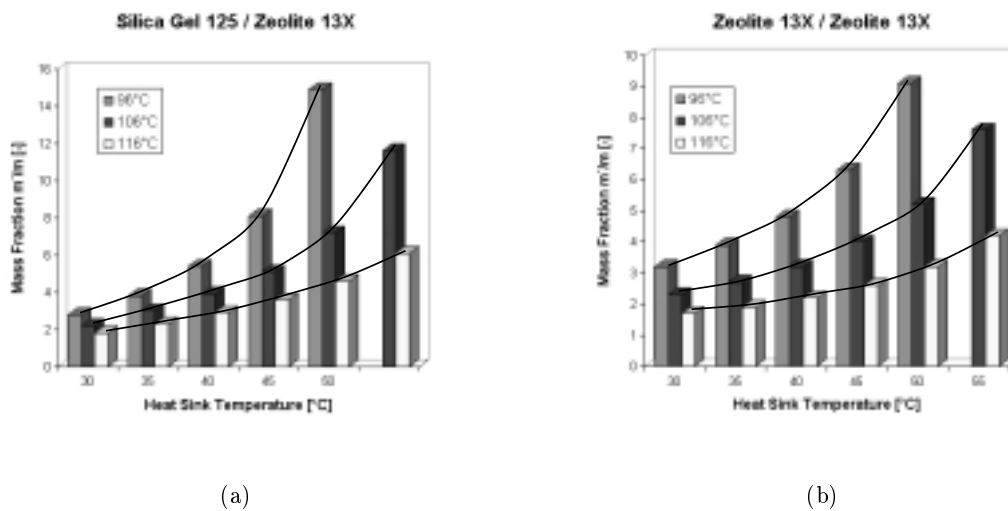 Silica Gel 125 / Zeolite 13X
16
14
12
10
8
6
4
2
0
Mass Fraction m'/m [-]
96°C
106°C
116°C
30
35
40
45
50
Heat Sink Temperature [°C]
(a)
Zeolite 13X / Zeolite 13X
10
9
8
7
6
5
4
3
2
1
0
Mass Fraction m'/m [-]
96°C
106°C
116°C
30
35
40
45
50
55
Heat Sink Temperature [°C]
(b)